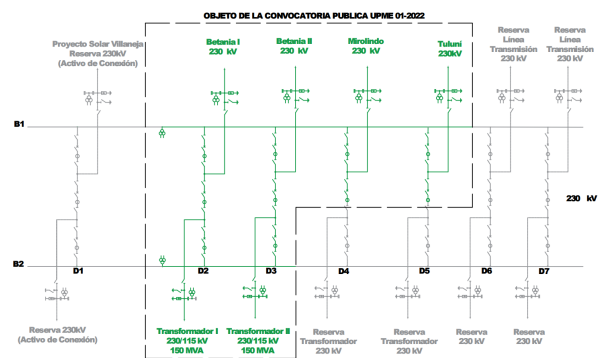 OBJETO DE LA CONVOCATORIA PUBLICA UPME 01-2022
Proyecto Solar Villaneja
Reserva 230kV
(Activo de Conexión)
Betania I
230 kV
Betania II
230 kV
Mirolindo
230 kV
Tuluní
230kV
Reserva
Línea
Transmisión
230 kV
Reserva
Línea
Transmisión
230 kV
B1
230 kV
B2
D1
D2
D3
D4
D5
D6
D7
Reserva 230kV
(Activo de Conexión)
Transformador I
230/115 kV
150 MVA
Transformador II
230/115 kV
150 MVA
Reserva
Transformador
230 kV
Reserva
Transformador
230 kV
Reserva
230 kV
Reserva
230 kV